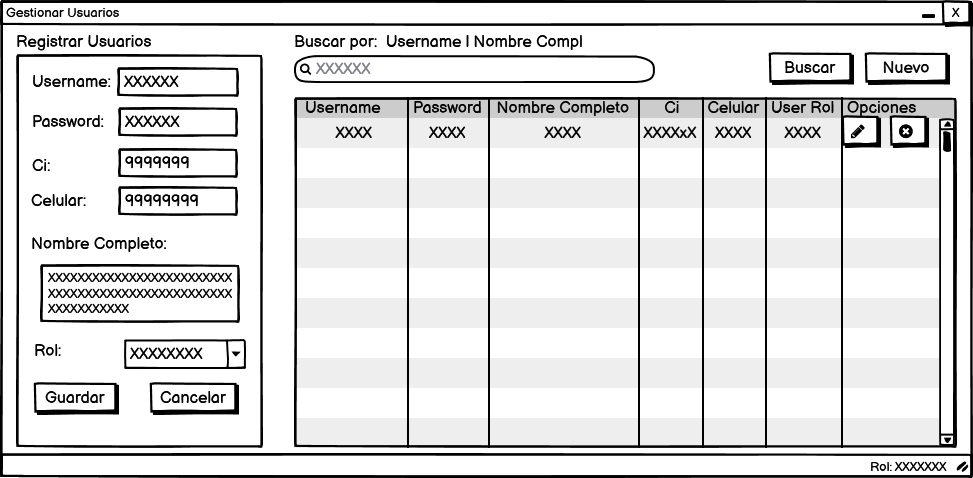 Gestionar Usuarios
X
Registrar Usuarios
Username: XXXXXX
Password: XXXXXX
Ci: 9999999
Celular: 99999999
Nombre Completo:
XXXXXXXXXXXXXXXXXXXXXXXXX
XXXXXXXXXXXXXXXXXXXXXXXXX
XXXXXXXXXXX
Rol: XXXXXXXX
Guardar Cancelar
Buscar por: Username | Nombre Compl
XXXXXX
Buscar Nuevo
Username Password Nombre Completo Ci Celular User Rol Opciones
XXXX XXXX XXXX XXXXxX XXXX XXXX
Rol: XXXXXXX